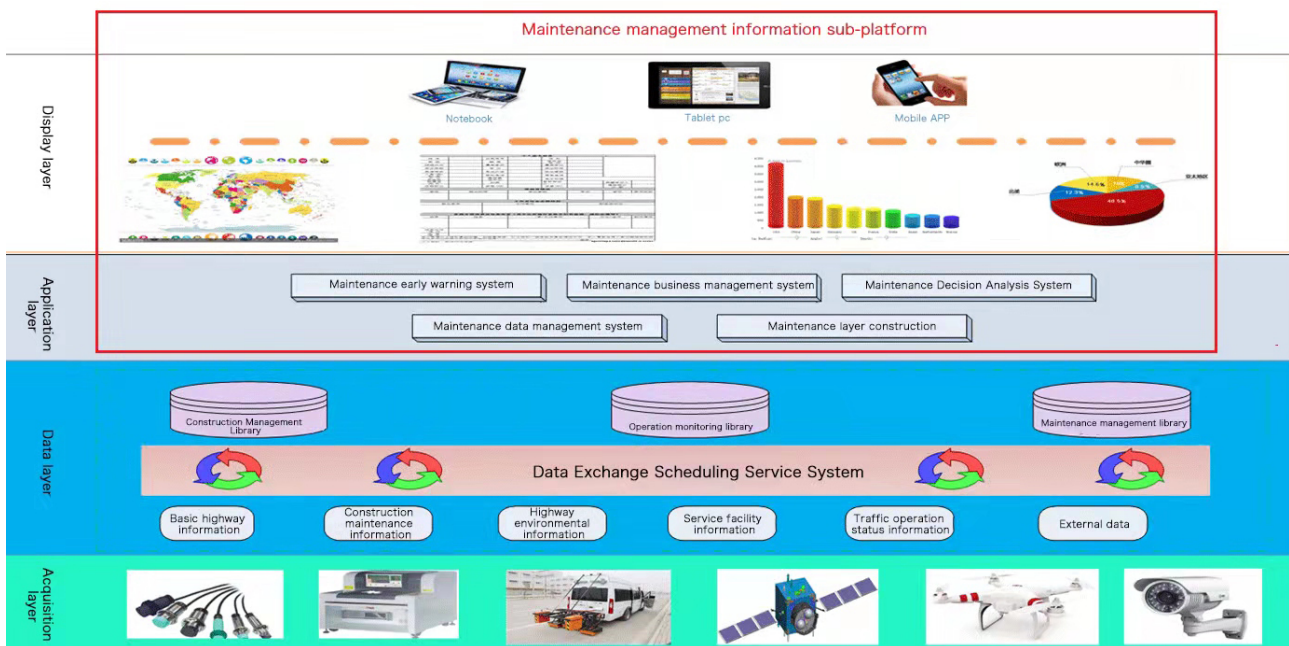 Maintenance management information sub-platform
Display layer
Notebook
Tablet pc
Mobile APP
Application
layer
Maintenance early warning system
Maintenance business management system
Maintenance Decision Analysis System
Maintenance data management system
Maintenance layer construction
Data layer
Construction Management
Library
Operation monitoring library
Maintenance management library
Data Exchange Scheduling Service System
Basic highway
information
Construction
maintenance
information
Highway
environmental
information
Service facility
information
Traffic operation
status information
External data
Acquisition
layer